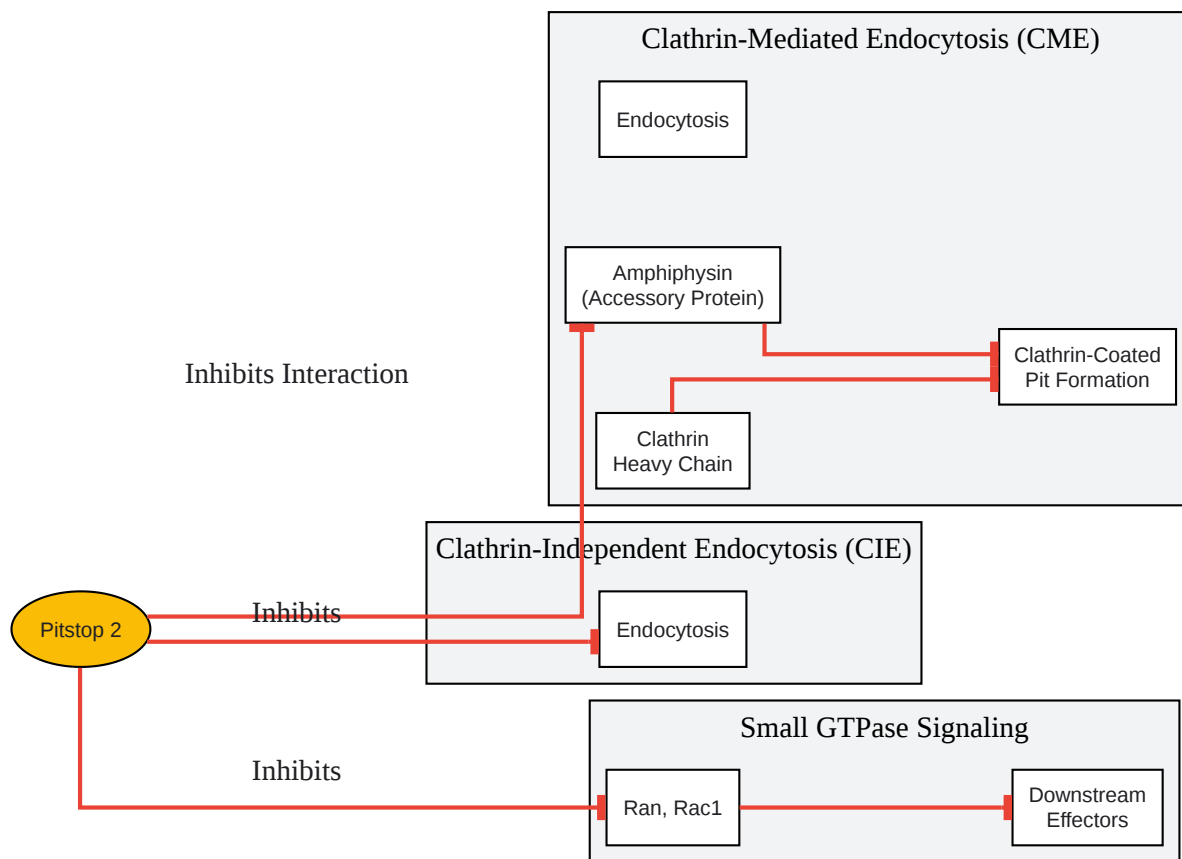 Clathrin-Mediated Endocytosis (CME)
Endocytosis
Amphiphysin
(Accessory Protein)
Inhibits Interaction
Clathrin-Coated
Pit Formation
Clathrin
Heavy Chain
Clathrin-Independent Endocytosis (CIE)
Pitstop 2
Inhibits
Endocytosis
Small GTPase Signaling
Inhibits
Ran, Rac1
Downstream
Effectors